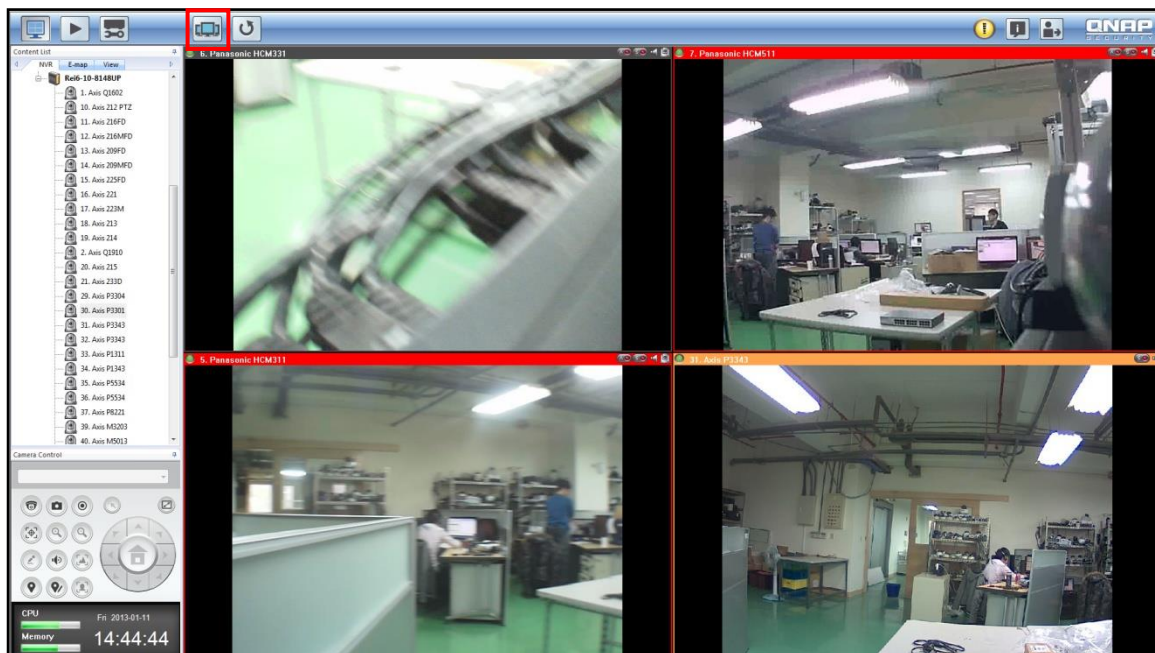 QNAP
SECURITY
Content List
NVR E-map View
Rei6-10-8148UP
1. Axis Q1602
10. Axis 212 PTZ
11. Axis 216FD
12. Axis 216MFD
13. Axis 209FD
14. Axis 209MFD
15. Axis 225FD
16. Axis 221
17. Axis 223M
18. Axis 213
19. Axis 214
2. Axis Q1910
20. Axis 215
21. Axis 233D
29. Axis P3304
30. Axis P3301
31. Axis P3343
32. Axis P3343
33. Axis P1311
34. Axis P1343
35. Axis P5534
36. Axis P5534
37. Axis P8221
39. Axis M3203
40. Axis M5013
Camera Control
CPU
Fri 2013-01-11
Memory
14:44:44
6. Panasonic HCM331
7. Panasonic HCM511
5. Panasonic HCM311
31. Axis P3343